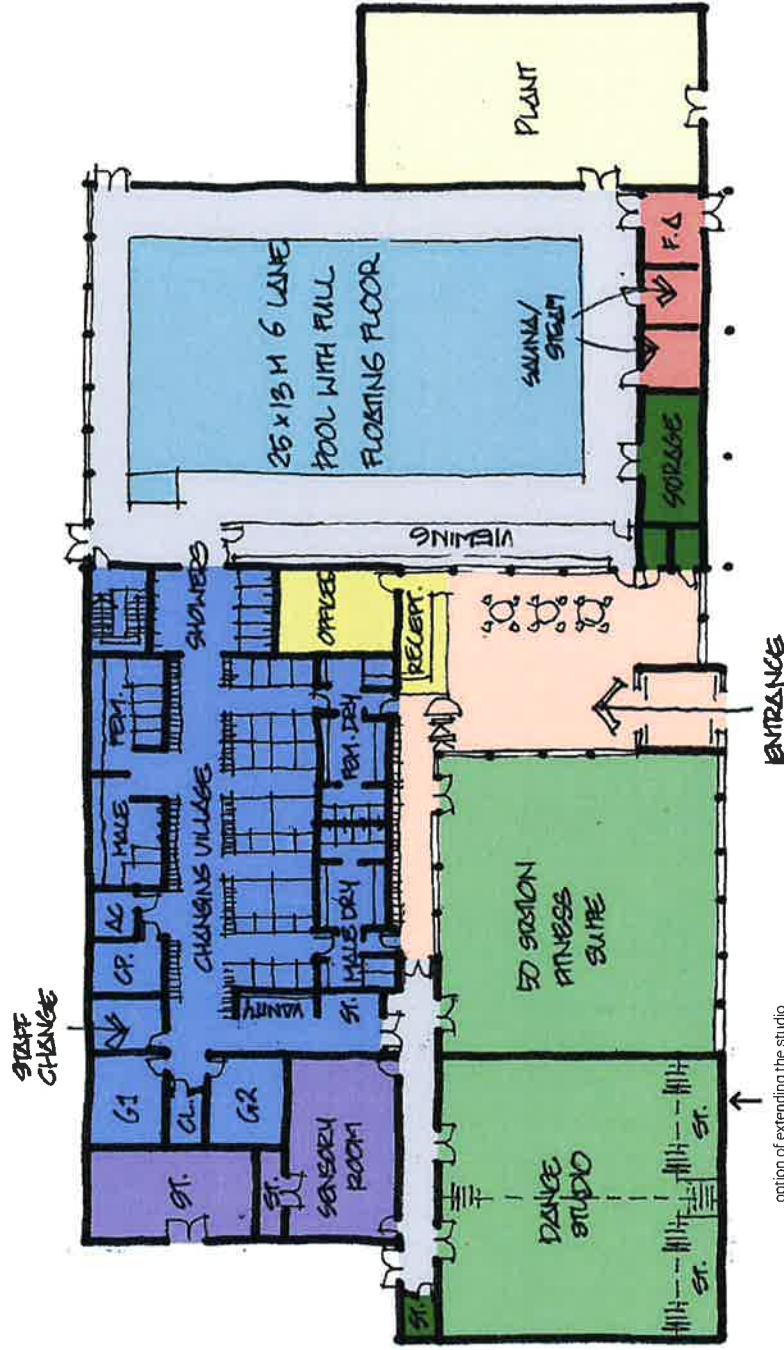 STAFF
CHANGE
G1
CL.
G2
ST.
ST.
SENSORY
ROOM
CP.
AC
MALE
FEM.
CHANGING VILLAGE
SHOWERS
VANITY
ST.
MALE DRY
FEM. DRY
OFFICES
RECEPT.
VIEWING
25 x 13 M 6 LANE
POOL WITH FULL
FLOATING FLOOR
PLANT
SAUNA/
STEAM
F.A
STORAGE
50 STATION
FITNESS
SUITE
DANCE
STUDIO
ST.
ST.
ST.
ENTRANCE
option of extending the studio